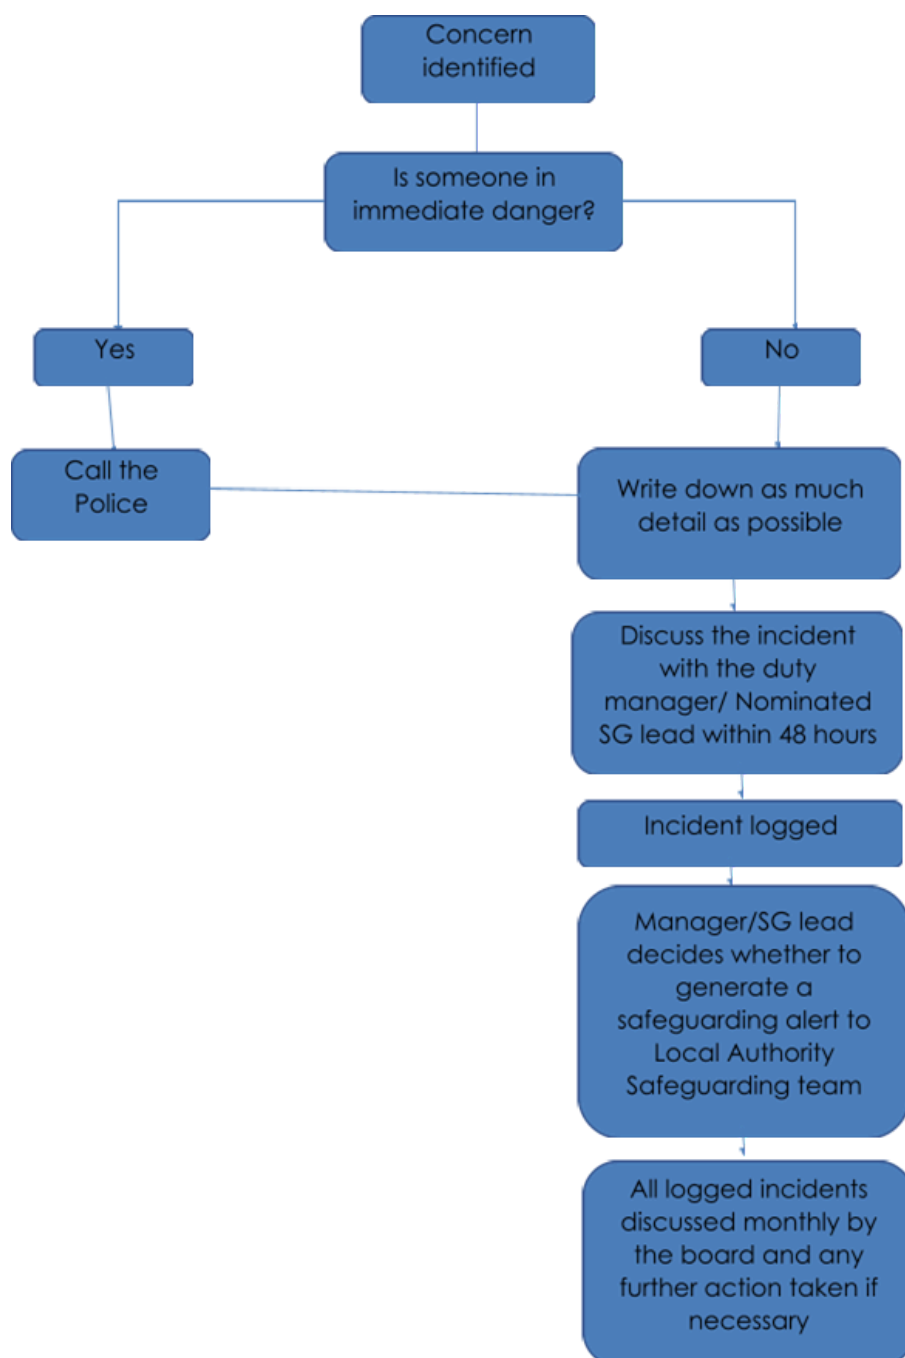 Concern
identified
Is someone in
immediate danger?
Yes
No
Call the
Police
Write down as much
detail as possible
Discuss the incident
with the duty
manager/ Nominated
SG lead within 48 hours
Incident logged
Manager/SG lead
decides whether to
generate a
safeguarding alert to
Local Authority
Safeguarding team
All logged incidents
discussed monthly by
the board and any
further action taken if
necessary